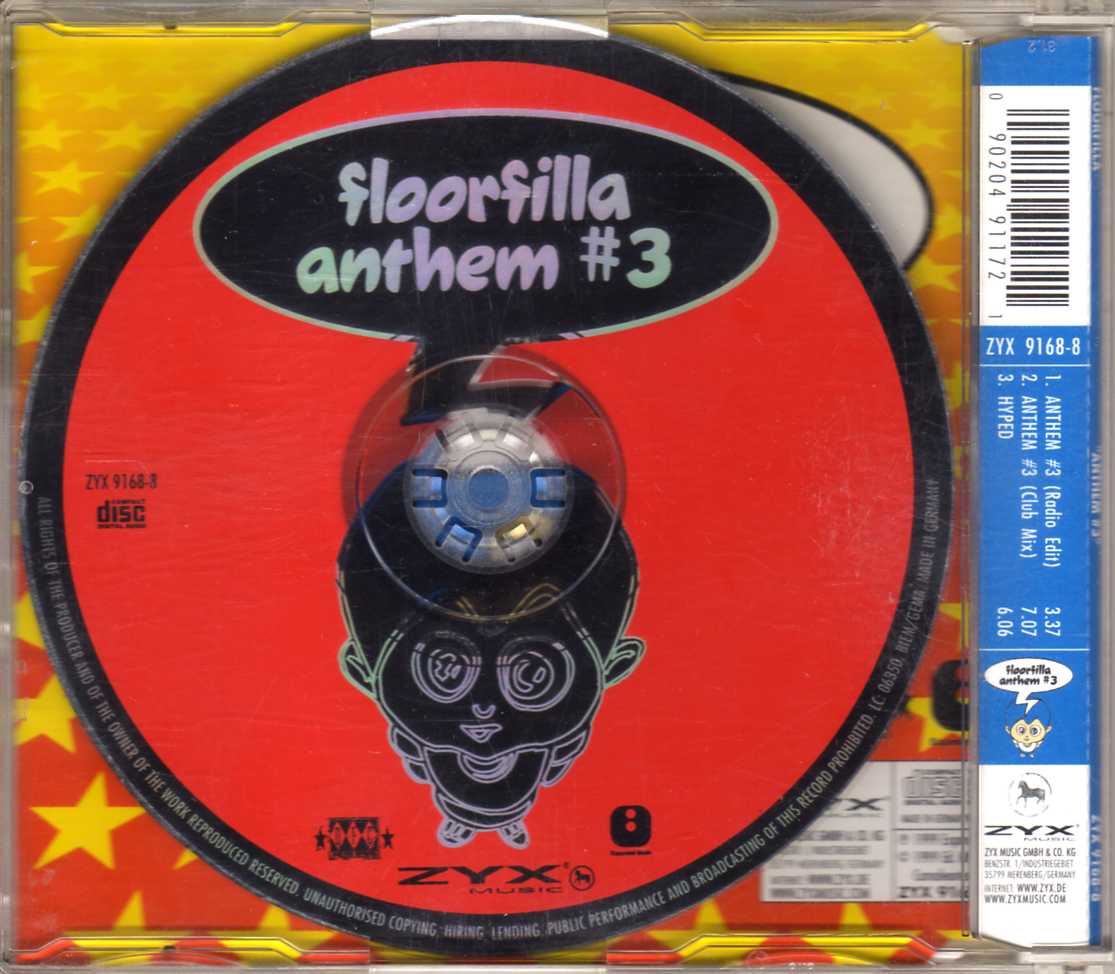 floorfilla
anthem #3
ZYX 9168-8
COMPACT
disc
DIGITAL AUDIO
ALL RIGHTS OF THE PRODUCER AND OF THE OWNER OF THE WORK REPRODUCED RESERVED. UNAUTHORISED COPYING, HIRING, LENDING, PUBLIC PERFORMANCE AND BROADCASTING OF THIS RECORD PROHIBITED. LC: 06350, BIEM/GEMA, MADE IN GERMANY
ZYX
MUSIC
31.2
0 90204 91172 1
ZYX 9168-8
1. ANTHEM #3 (Radio Edit) 3.37
2. ANTHEM #3 (Club Mix) 7.07
3. HYPED 6.06
floorfilla
anthem #3
ZYX
MUSIC
ZYX MUSIC GMBH & CO. KG
BENZSTR. 1/INDUSTRIEGEBIET
35799 MERENBERG/GERMANY
INTERNET: WWW.ZYX.DE
WWW.ZYXMUSIC.COM
FLOORFILLA
ANTHEM #3
ZYX 9168-8